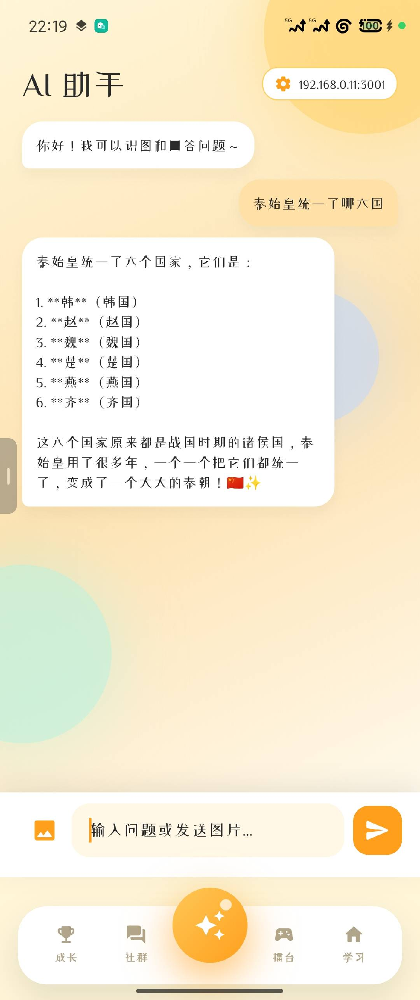 22:19
5G 5G 100
AI 助手
192.168.0.11:3001
你好！我可以识图和■答问题～
秦始皇统一了哪六国
秦始皇统一了六个国家，它们是：
1. **韩**（韩国）
2. **赵**（赵国）
3. **魏**（魏国）
4. **楚**（楚国）
5. **燕**（燕国）
6. **齐**（齐国）
这六个国家原来都是战国时期的诸侯国，秦
始皇用了很多年，一个一个把它们都统一
了，变成了一个大大的秦朝！🇨🇳✨
输入问题或发送图片...
成长 社群 擂台 学习